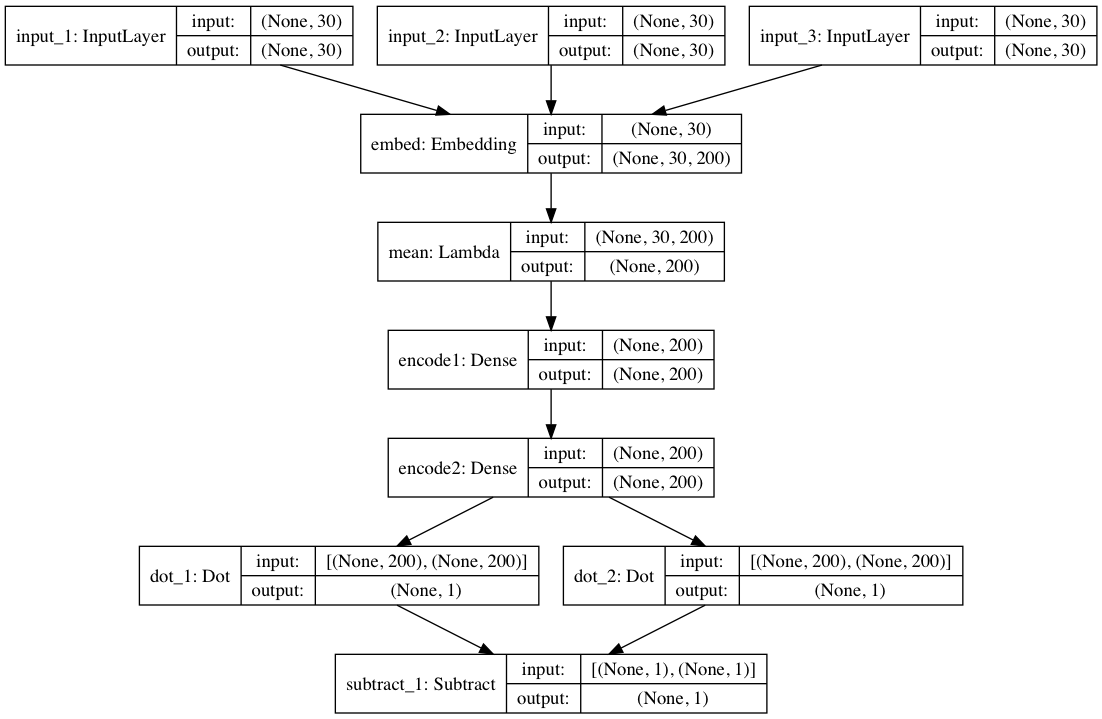 input_1: InputLayer
input: (None, 30)
output: (None, 30)
input_2: InputLayer
input: (None, 30)
output: (None, 30)
input_3: InputLayer
input: (None, 30)
output: (None, 30)
embed: Embedding
input: (None, 30)
output: (None, 30, 200)
mean: Lambda
input: (None, 30, 200)
output: (None, 200)
encode1: Dense
input: (None, 200)
output: (None, 200)
encode2: Dense
input: (None, 200)
output: (None, 200)
dot_1: Dot
input: [(None, 200), (None, 200)]
output: (None, 1)
dot_2: Dot
input: [(None, 200), (None, 200)]
output: (None, 1)
subtract_1: Subtract
input: [(None, 1), (None, 1)]
output: (None, 1)